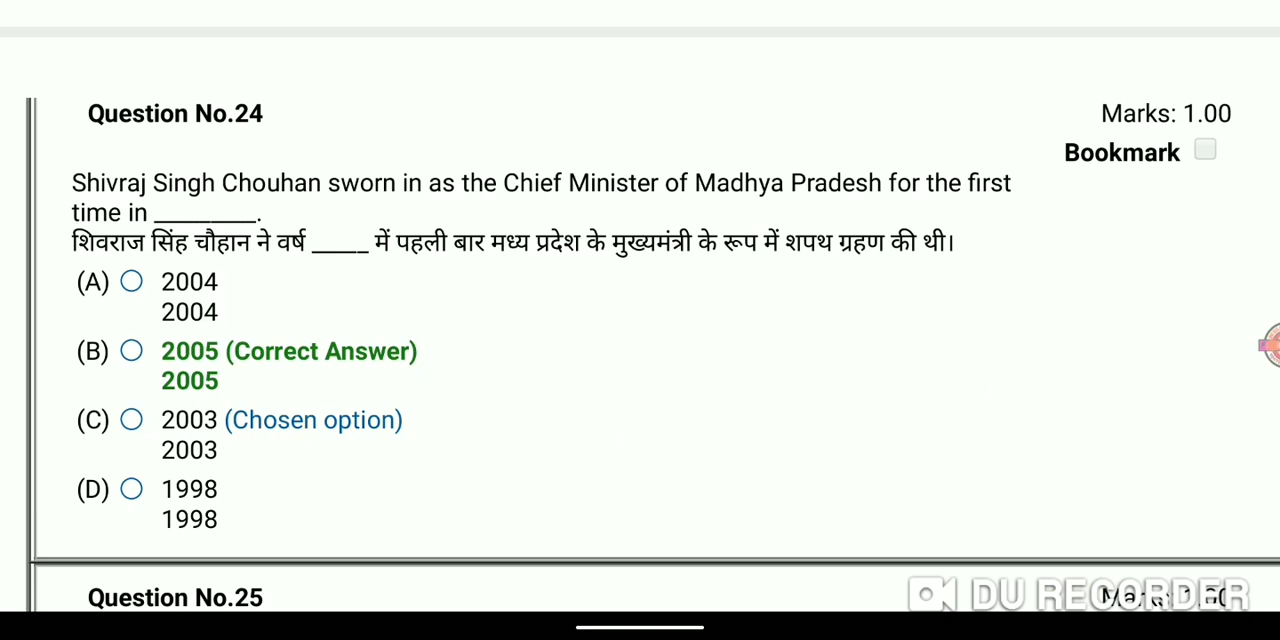 Question No.24
Marks: 1.00
Bookmark
Shivraj Singh Chouhan sworn in as the Chief Minister of Madhya Pradesh for the first
time in ________.
शिवराज सिंह चौहान ने वर्ष _____ में पहली बार मध्य प्रदेश के मुख्यमंत्री के रूप में शपथ ग्रहण की थी।
(A) 2004
2004
(B) 2005 (Correct Answer)
2005
(C) 2003 (Chosen option)
2003
(D) 1998
1998
Question No.25
DU RECORDER